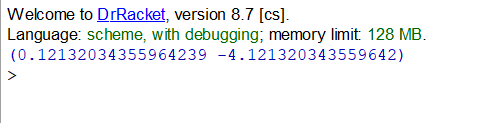 Welcome to DrRacket, version 8.7 [cs].
Language: scheme, with debugging; memory limit: 128 MB.
(0.12132034355964239 -4.121320343559642)
>